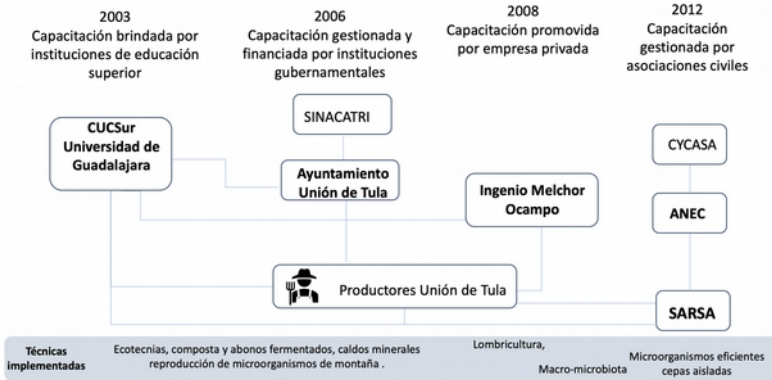 2003
Capacitación brindada por
instituciones de educación
superior
2006
Capacitación gestionada y
financiada por instituciones
gubernamentales
2008
Capacitación promovida
por empresa privada
2012
Capacitación
gestionada por
asociaciones civiles
SINACATRI
CUCSur
Universidad de
Guadalajara
CYCASA
Ayuntamiento
Unión de Tula
Ingenio Melchor
Ocampo
ANEC
Productores Unión de Tula
SARSA
Técnicas
implementadas
Ecotecnias, composta y abonos fermentados, caldos minerales
reproducción de microorganismos de montaña .
Lombricultura,
Macro-microbiota
Microorganismos eficientes
cepas aisladas